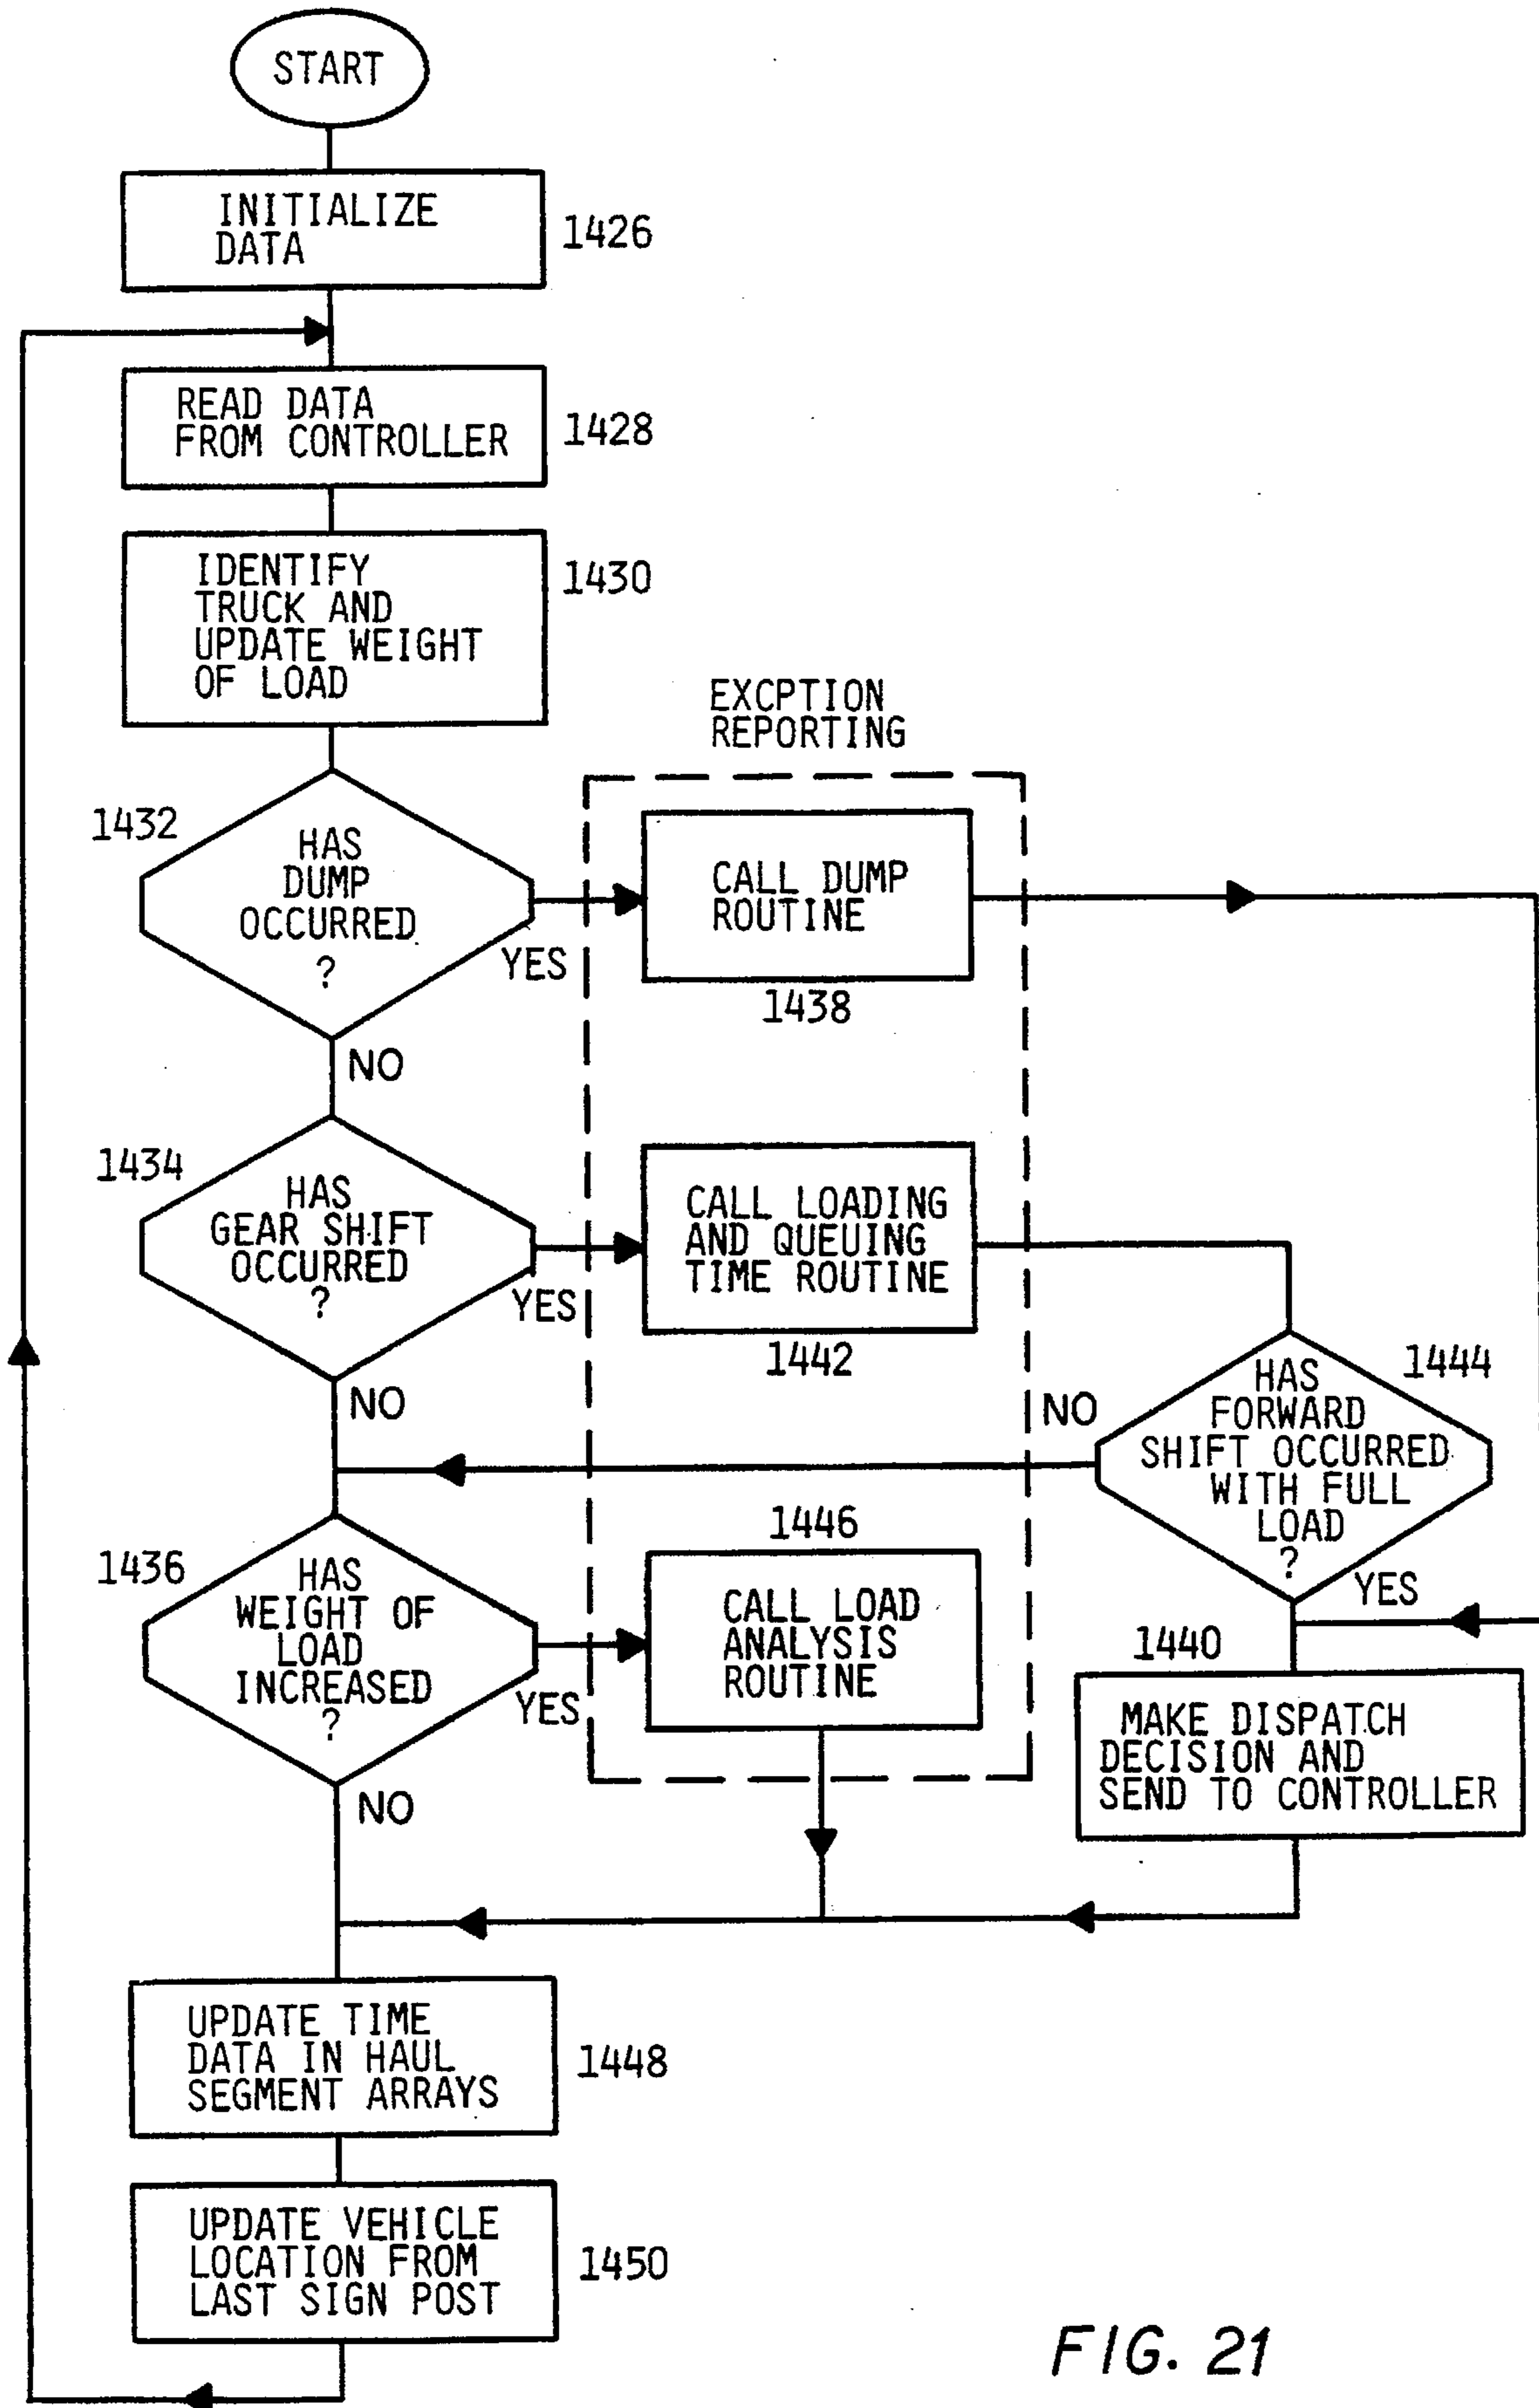 START
INITIALIZE
DATA
1426
READ DATA
FROM CONTROLLER
1428
IDENTIFY
TRUCK AND
UPDATE WEIGHT
OF LOAD
1430
EXCPTION
REPORTING
1432
HAS
DUMP
OCCURRED
?
YES
NO
CALL DUMP
ROUTINE
1438
1434
HAS
GEAR SHIFT
OCCURRED
?
YES
NO
CALL LOADING
AND QUEUING
TIME ROUTINE
1442
1444
HAS
FORWARD
SHIFT OCCURRED
WITH FULL
LOAD
?
NO
YES
1436
HAS
WEIGHT OF
LOAD
INCREASED
?
YES
NO
1446
CALL LOAD
ANALYSIS
ROUTINE
1440
MAKE DISPATCH
DECISION AND
SEND TO CONTROLLER
UPDATE TIME
DATA IN HAUL
SEGMENT ARRAYS
1448
UPDATE VEHICLE
LOCATION FROM
LAST SIGN POST
1450
FIG. 21